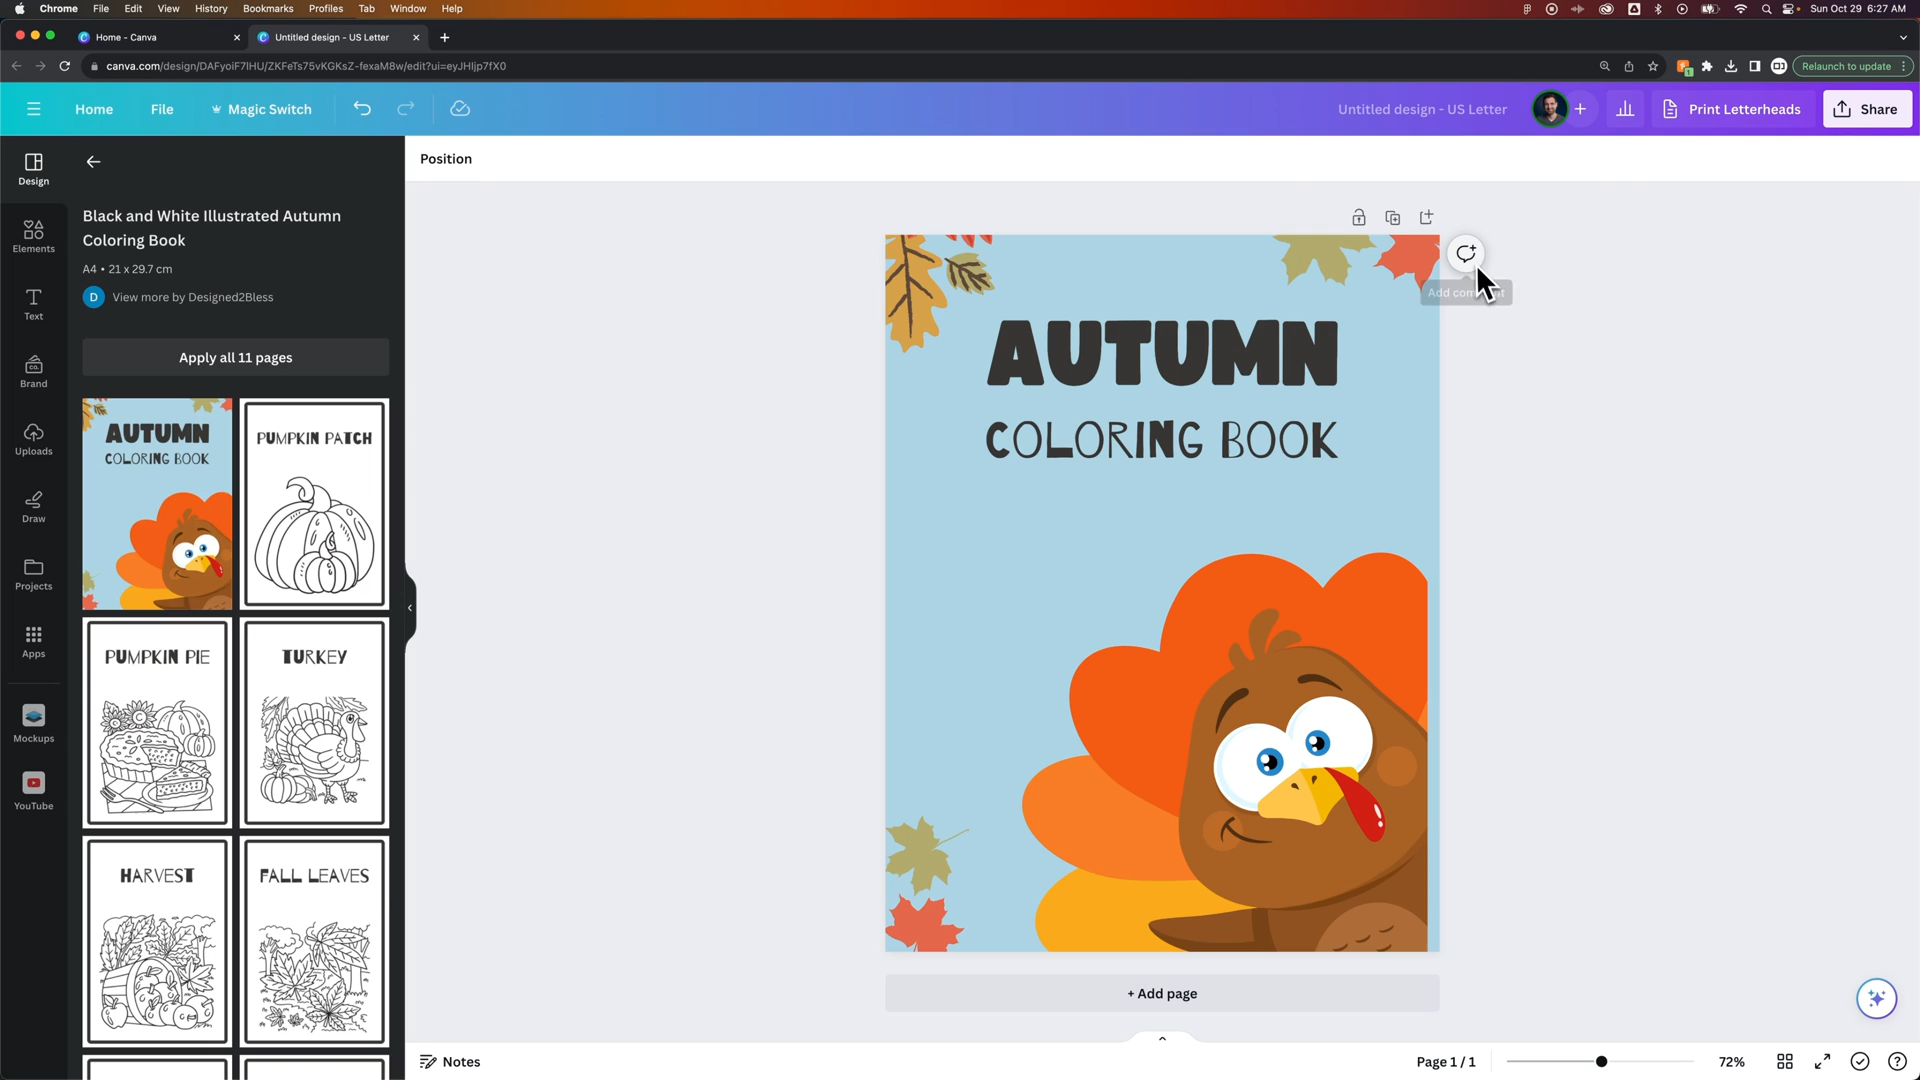 Chrome File Edit View History Bookmarks Profiles Tab Window Help
Sun Oct 29 6:27 AM
Home - Canva
Untitled design - US Letter
canva.com/design/DAFyoiF7IHU/ZKFeTs75vKGKsZ-fexaM8w/edit?ui=eyJHIjp7fX0
Relaunch to update
Home
File
Magic Switch
Untitled design - US Letter
Print Letterheads
Share
Design
Elements
Text
Brand
Uploads
Draw
Projects
Apps
Mockups
YouTube
Black and White Illustrated Autumn
Coloring Book
A4 • 21 x 29.7 cm
D
View more by Designed2Bless
Apply all 11 pages
AUTUMN
COLORING BOOK
PUMPKIN PATCH
PUMPKIN PIE
TURKEY
HARVEST
FALL LEAVES
Position
Add
AUTUMN
COLORING BOOK
+ Add page
Notes
Page 1 / 1
72%